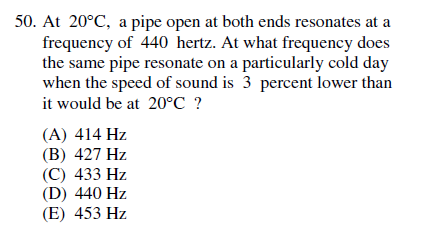 50. At 20°C, a pipe open at both ends resonates at a
frequency of 440 hertz. At what frequency does
the same pipe resonate on a particularly cold day
when the speed of sound is 3 percent lower than
it would be at 20°C ?
(A) 414 Hz
(B) 427 Hz
(C) 433 Hz
(D) 440 Hz
(E) 453 Hz